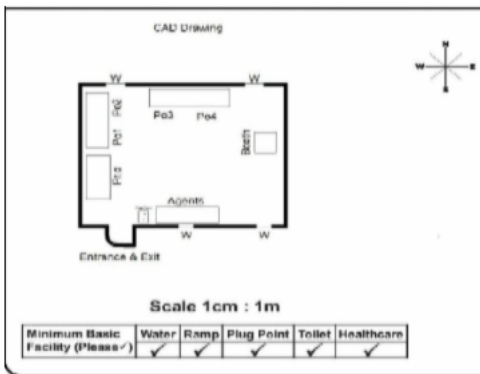 CAD Drawing
N
W E
S
W W
Po2
Po1
Po3 Po4
Booth
Agents
W W
Entrance & Exit
Scale 1cm : 1m
Minimum Basic Facility (Please✓) Water Ramp Plug Point Toilet Healthcare
✓ ✓ ✓ ✓ ✓